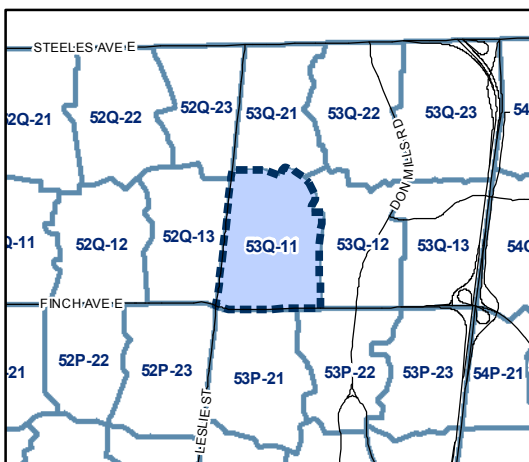 STEELES AVE E
2Q-21
52Q-22
52Q-23
53Q-21
53Q-22
53Q-23
54
DON MILLS RD
Q-11
52Q-12
52Q-13
53Q-11
53Q-12
53Q-13
54Q
FINCH AVE E
-21
52P-22
52P-23
53P-21
53P-22
53P-23
54P-21
LESLIE ST